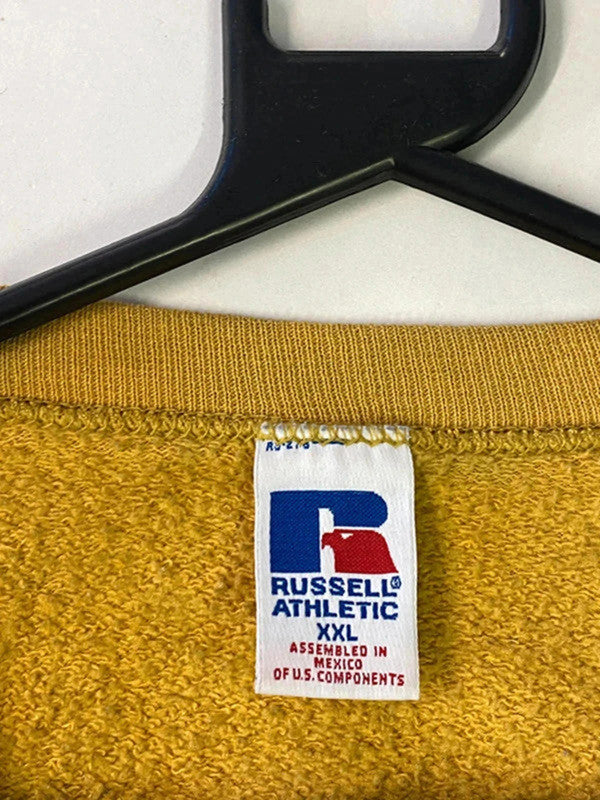 RUSSELL®
ATHLETIC
XXL
ASSEMBLED IN
MEXICO
OF U.S. COMPONENTS